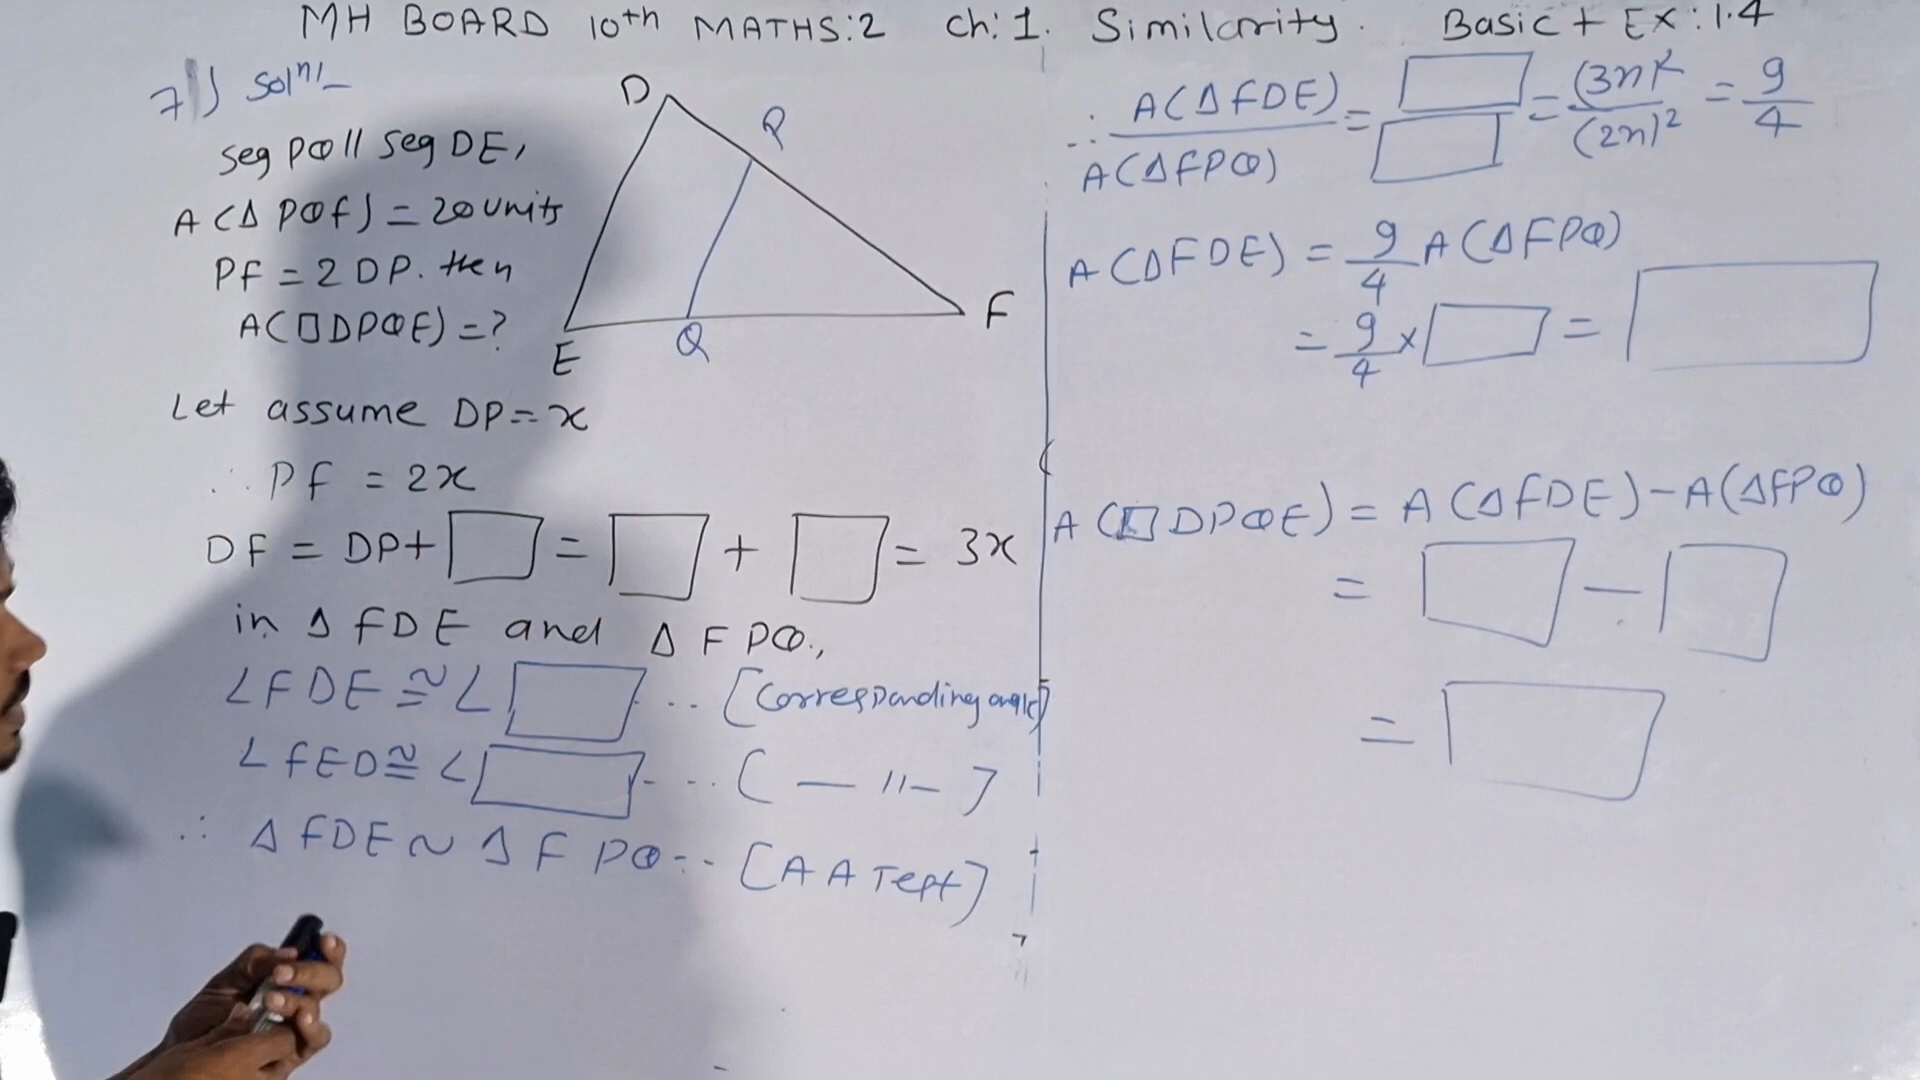 MH BOARD 10th MATHS:2 Ch:1. Similarity. Basic + EX:1.4
7) Soln:-
seg PQ || seg DE,
A(Δ PQF) = 20 units
PF = 2 DP. then
A(□DPQE) = ?
D
P
E
Q
F
Let assume DP = x
∴ PF = 2x
DF = DP + □ = □ + □ = 3x
in Δ FDE and Δ FPQ.,
∠FDE ≅ ∠□ ... [Corresponding angle]
∠FED ≅ ∠□ ... ( — 11 — ]
∴ Δ FDE ~ Δ FPQ .. [AA Test]
∴ A(Δ FDE) / A(Δ FPQ) = □ / □ = (3x)² / (2x)² = 9/4
A(Δ FDE) = 9/4 A(Δ FPQ)
= 9/4 × □ = □
A(□ DPQE) = A(Δ FDE) - A(Δ FPQ)
= □ - □
= □